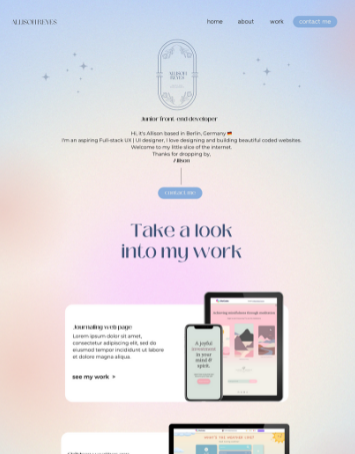 ALLISON REYES
home about work contact me
ALLISON
REYES
Junior front-end developer
Hi, it's Allison based in Berlin, Germany 🇩🇪
I'm an aspiring Full-stack UX | UI designer, I love designing and building beautiful coded websites.
Welcome to my little slice of the internet.
Thanks for dropping by,
Allison
contact me
Take a look
into my work
Journaling web page
Lorem ipsum dolor sit amet,
consectetur adipiscing elit, sed do
eiusmod tempor incididunt ut labore
et dolore magna aliqua.
see my work >
A joyful
investment
in your
mind &
spirit.